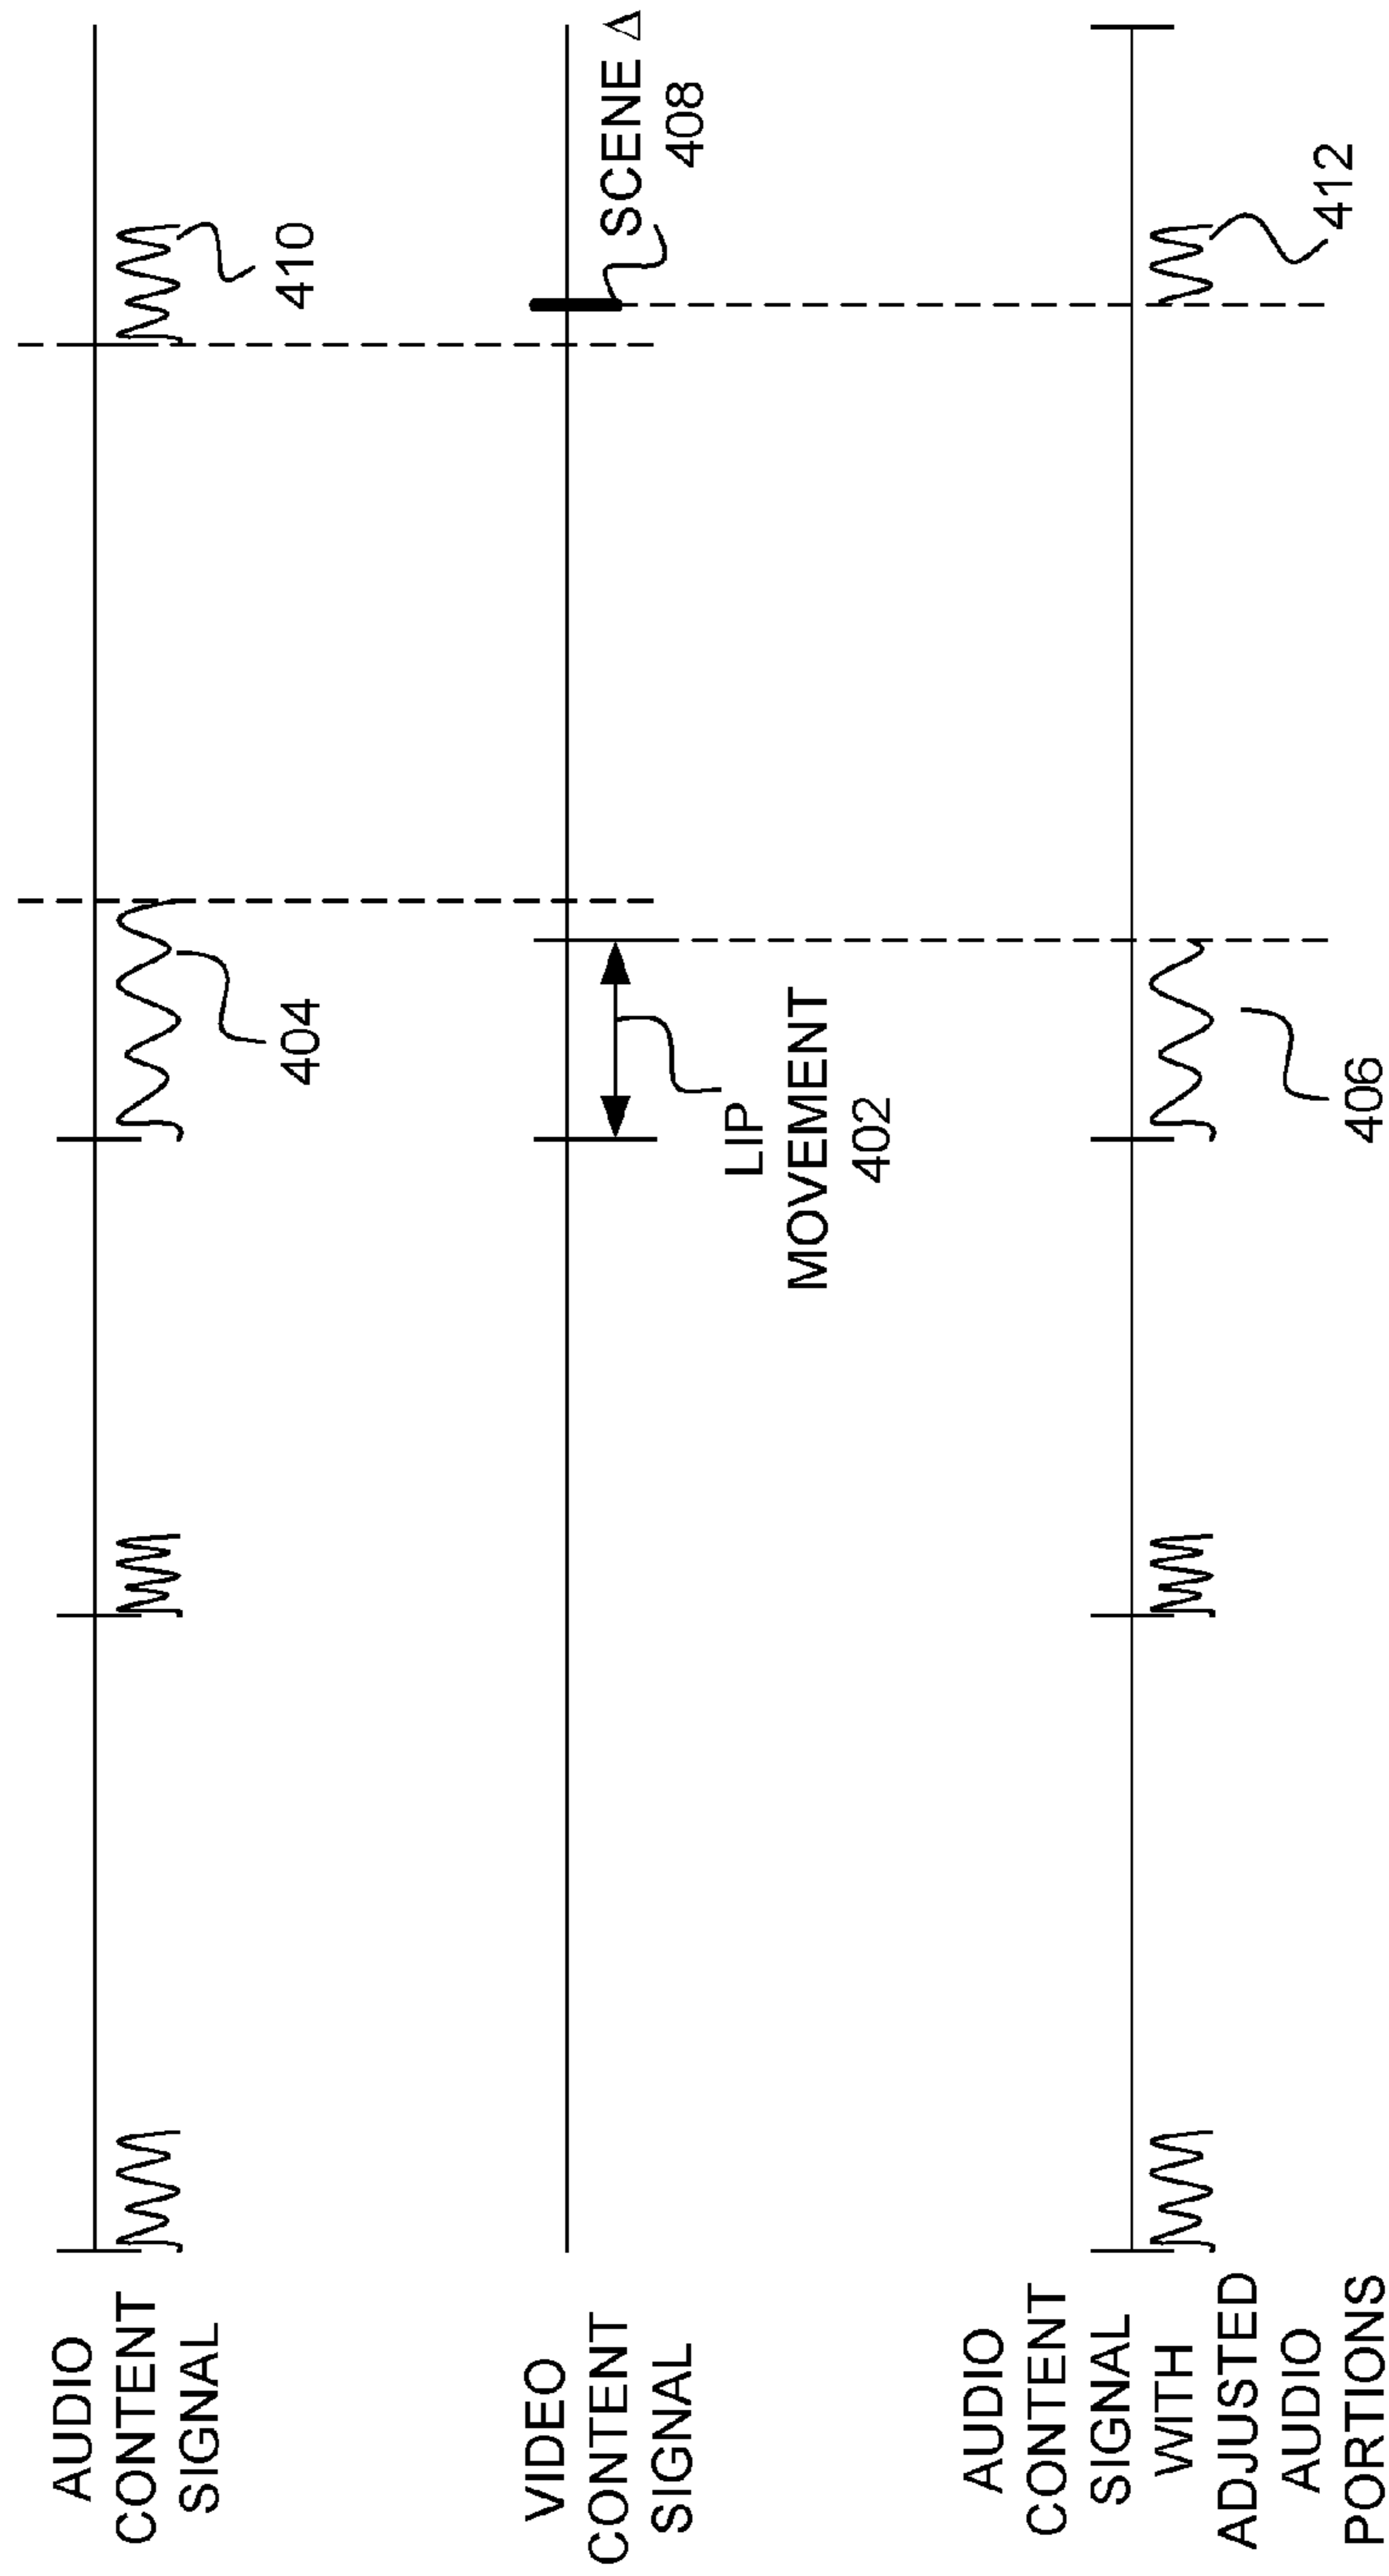 AUDIO
CONTENT
SIGNAL
404
410
VIDEO
CONTENT
SIGNAL
LIP
MOVEMENT
402
SCENE Δ
408
AUDIO
CONTENT
SIGNAL
WITH
ADJUSTED
AUDIO
PORTIONS
406
412